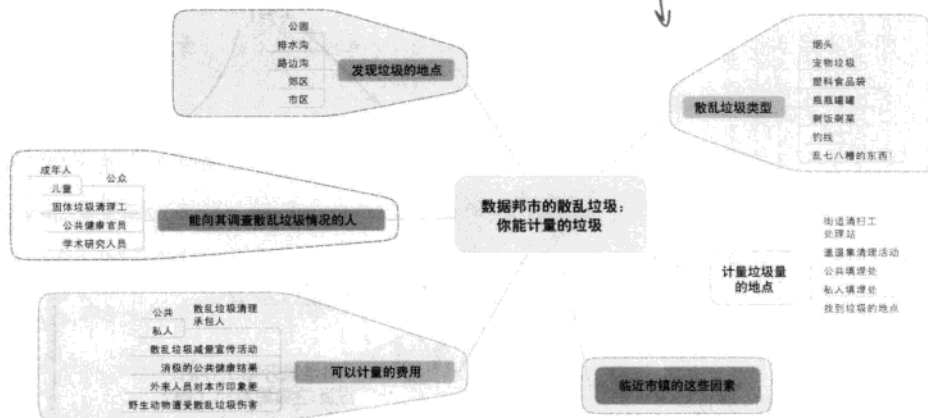 公园
排水沟
路边沟
郊区
市区
发现垃圾的地点
烟头
宠物垃圾
塑料食品袋
瓶瓶罐罐
剩饭剩菜
钓线
乱七八糟的东西！
散乱垃圾类型
成年人
儿童
公众
固体垃圾清理工
公共健康官员
学术研究人员
能向其调查散乱垃圾情况的人
数据邦市的散乱垃圾：
你能计量的垃圾
街道清扫工
处理站
邋遢集清理活动
公共填埋处
私人填埋处
找到垃圾的地点
计量垃圾量
的地点
公共
私人
散乱垃圾清理
承包人
散乱垃圾减量宣传活动
消极的公共健康结果
外来人员对本市印象差
野生动物遭受散乱垃圾伤害
可以计量的费用
临近市镇的这些因素